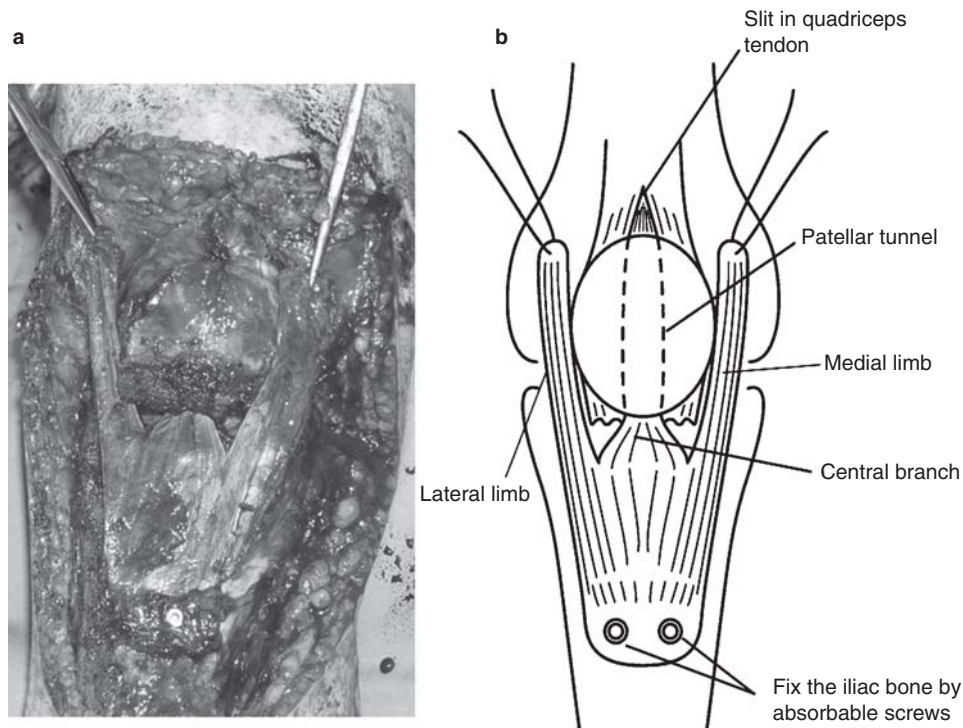 a
b
Slit in quadriceps
tendon
Patellar tunnel
Medial limb
Central branch
Lateral limb
Fix the iliac bone by
absorbable screws